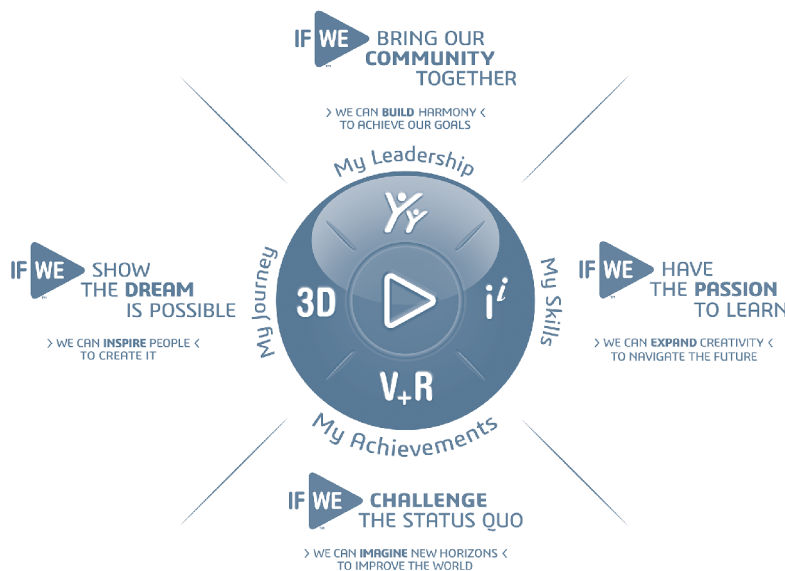 IF WE BRING OUR
COMMUNITY
TOGETHER
> WE CAN BUILD HARMONY <
TO ACHIEVE OUR GOALS
My Leadership
IF WE SHOW
THE DREAM
IS POSSIBLE
> WE CAN INSPIRE PEOPLE <
TO CREATE IT
My Journey
3D
i i
V+R
My Skills
IF WE HAVE
THE PASSION
TO LEARN
> WE CAN EXPAND CREATIVITY <
TO NAVIGATE THE FUTURE
My Achievements
IF WE CHALLENGE
THE STATUS QUO
> WE CAN IMAGINE NEW HORIZONS <
TO IMPROVE THE WORLD